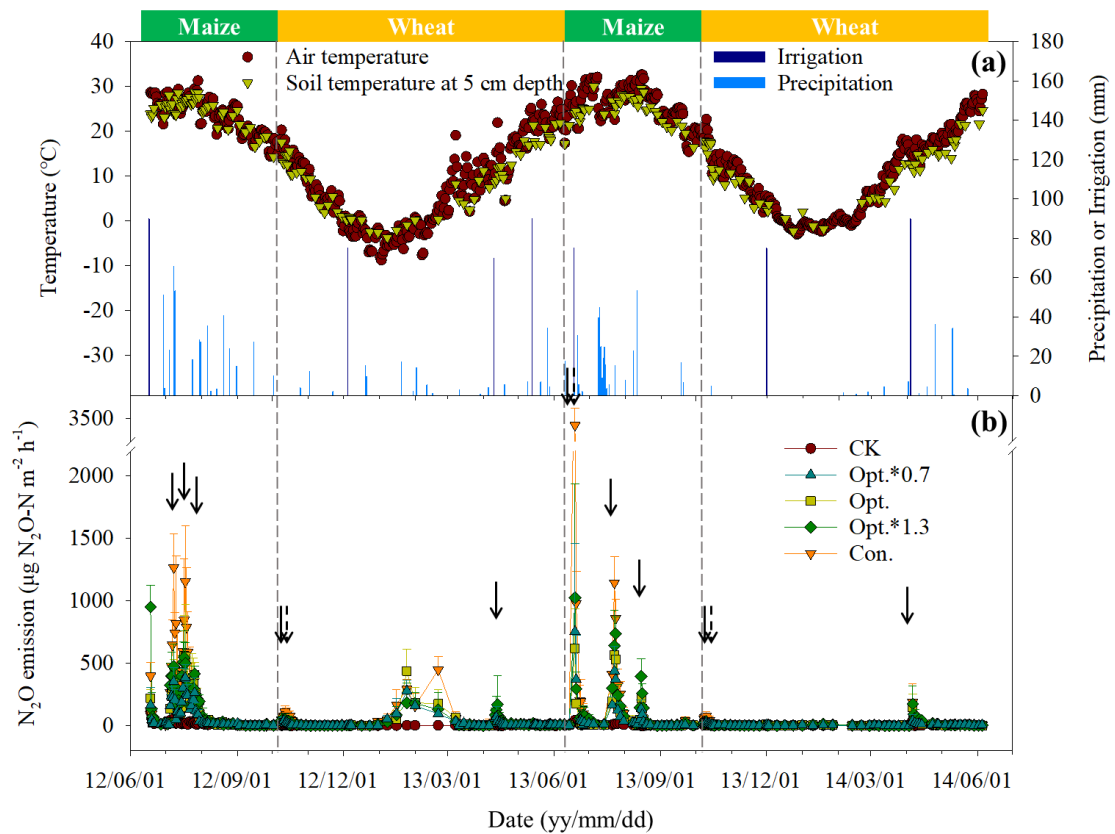 Maize Wheat Maize Wheat
(a)
Air temperature
Soil temperature at 5 cm depth
Irrigation
Precipitation
40
30
20
10
0
-10
-20
-30
Temperature (°C)
180
160
140
120
100
80
60
40
20
0
Precipitation or Irrigation (mm)
(b)
CK
Opt.*0.7
Opt.
Opt.*1.3
Con.
3500
2000
1500
1000
500
0
N₂O emission (µg N₂O-N m⁻² h⁻¹)
12/06/01 12/09/01 12/12/01 13/03/01 13/06/01 13/09/01 13/12/01 14/03/01 14/06/01
Date (yy/mm/dd)